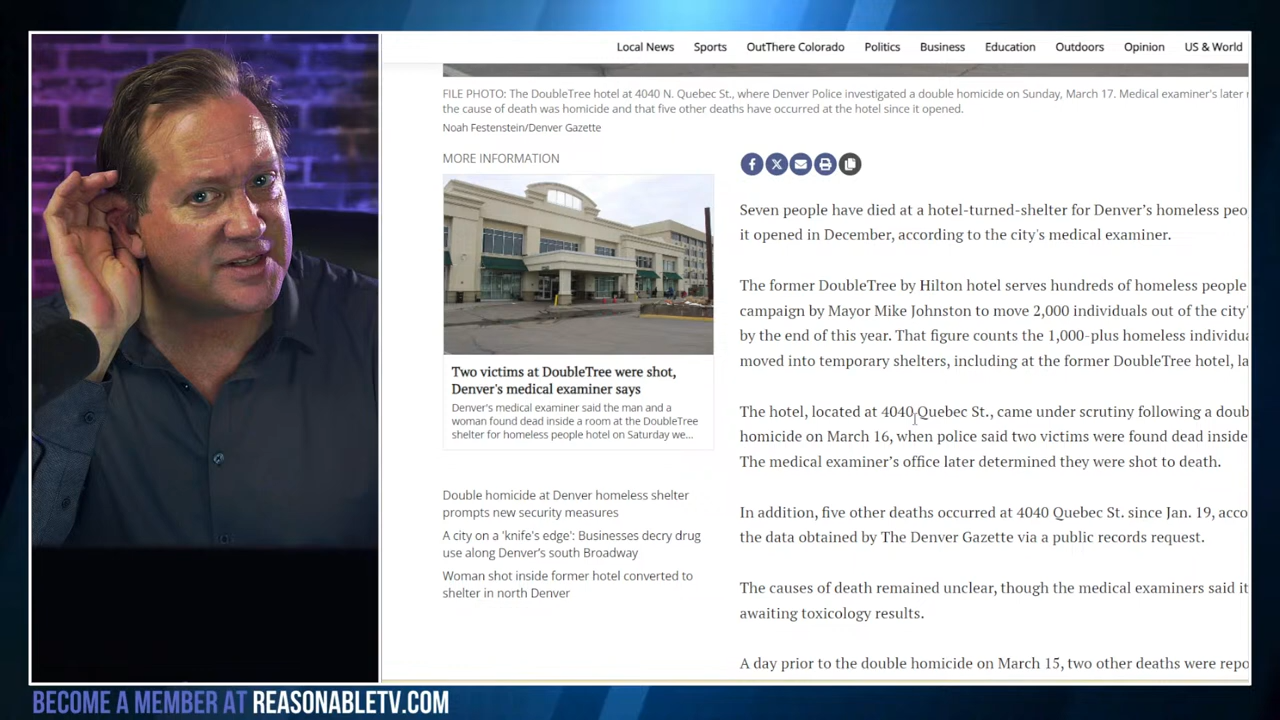 Local News Sports OutThere Colorado Politics Business Education Outdoors Opinion US & World
FILE PHOTO: The DoubleTree hotel at 4040 N. Quebec St., where Denver Police investigated a double homicide on Sunday, March 17. Medical examiner's later
the cause of death was homicide and that five other deaths have occurred at the hotel since it opened.
Noah Festenstein/Denver Gazette
MORE INFORMATION
Two victims at DoubleTree were shot,
Denver's medical examiner says
Denver's medical examiner said the man and a
woman found dead inside a room at the DoubleTree
shelter for homeless people hotel on Saturday we...
Double homicide at Denver homeless shelter
prompts new security measures
A city on a 'knife's edge': Businesses decry drug
use along Denver's south Broadway
Woman shot inside former hotel converted to
shelter in north Denver
Seven people have died at a hotel-turned-shelter for Denver’s homeless peo
it opened in December, according to the city's medical examiner.
The former DoubleTree by Hilton hotel serves hundreds of homeless people
campaign by Mayor Mike Johnston to move 2,000 individuals out of the city'
by the end of this year. That figure counts the 1,000-plus homeless individua
moved into temporary shelters, including at the former DoubleTree hotel, la
The hotel, located at 4040 Quebec St., came under scrutiny following a doub
homicide on March 16, when police said two victims were found dead inside
The medical examiner’s office later determined they were shot to death.
In addition, five other deaths occurred at 4040 Quebec St. since Jan. 19, acco
the data obtained by The Denver Gazette via a public records request.
The causes of death remained unclear, though the medical examiners said it
awaiting toxicology results.
A day prior to the double homicide on March 15, two other deaths were repo
BECOME A MEMBER AT REASONABLETV.COM